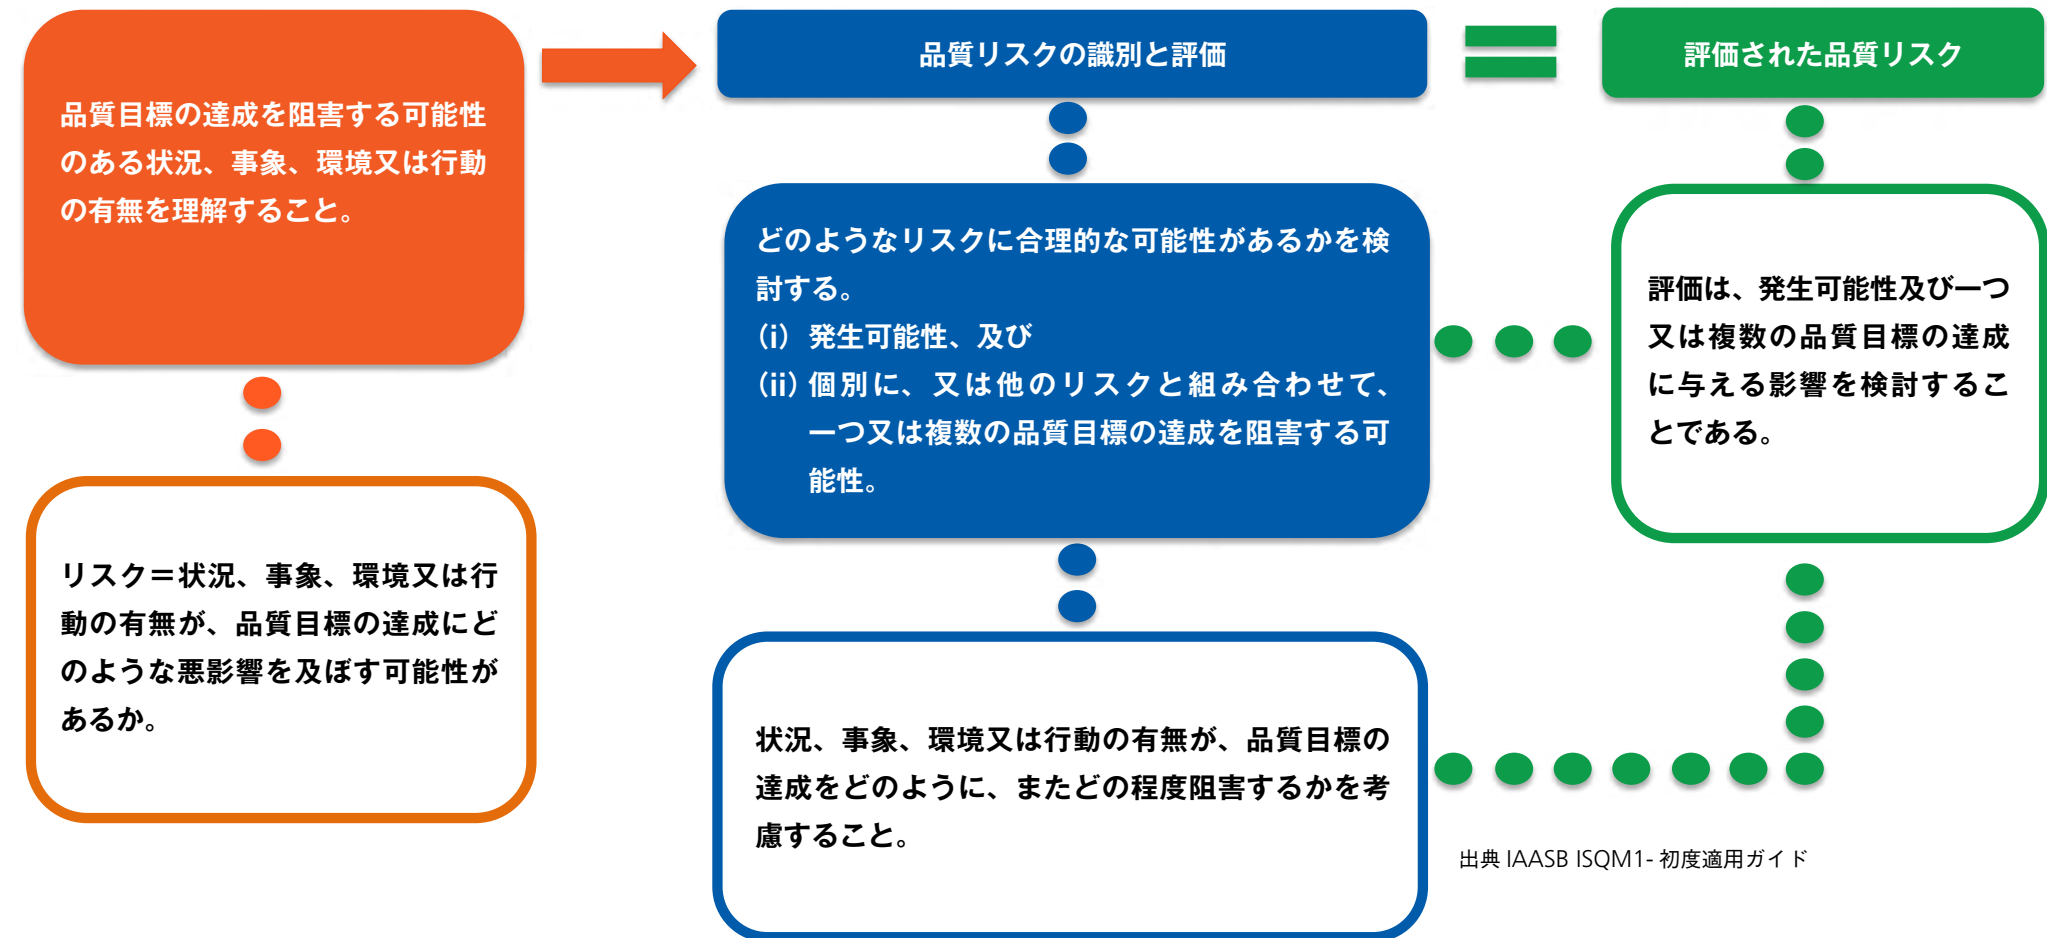 品質目標の達成を阻害する可能性
のある状況、事象、環境又は行動
の有無を理解すること。
リスク＝状況、事象、環境又は行
動の有無が、品質目標の達成にど
のような悪影響を及ぼす可能性が
あるか。
品質リスクの識別と評価
どのようなリスクに合理的な可能性があるかを検
討する。
(i) 発生可能性、及び
(ii) 個別に、又は他のリスクと組み合わせて、
一つ又は複数の品質目標の達成を阻害する可
能性。
状況、事象、環境又は行動の有無が、品質目標の
達成をどのように、またどの程度阻害するかを考
慮すること。
評価された品質リスク
評価は、発生可能性及び一つ
又は複数の品質目標の達成
に与える影響を検討するこ
とである。
出典 IAASB ISQM1- 初度適用ガイド